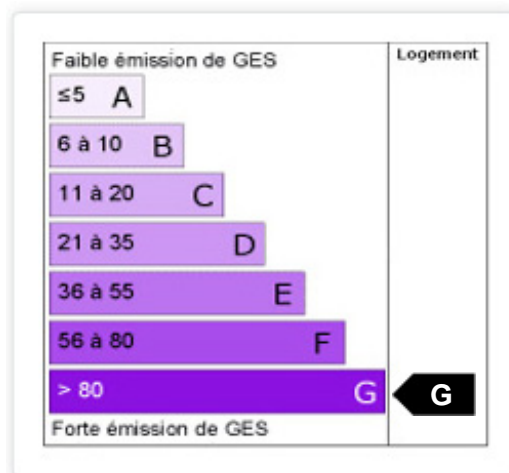 Faible émission de GES
Logement
≤5 A
6 à 10 B
11 à 20 C
21 à 35 D
36 à 55 E
56 à 80 F
> 80 G
G
Forte émission de GES